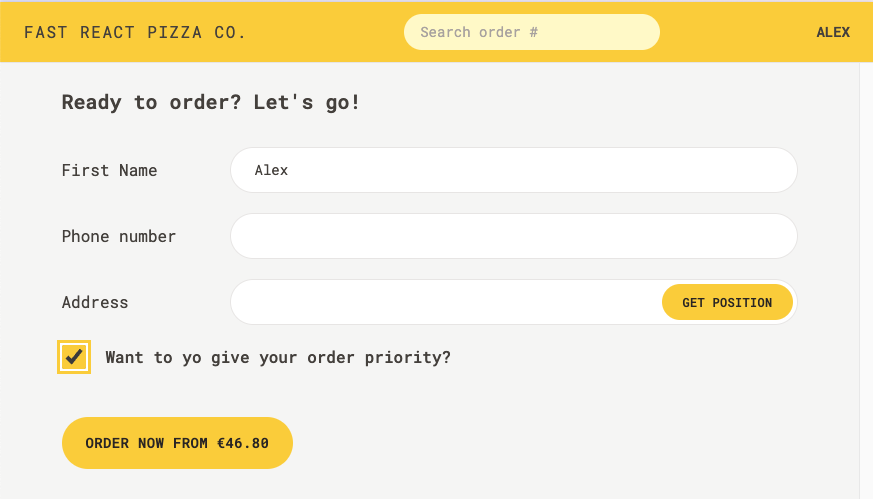 FAST REACT PIZZA CO.
Search order #
ALEX
Ready to order? Let's go!
First Name
Alex
Phone number
Address
GET POSITION
Want to yo give your order priority?
ORDER NOW FROM €46.80